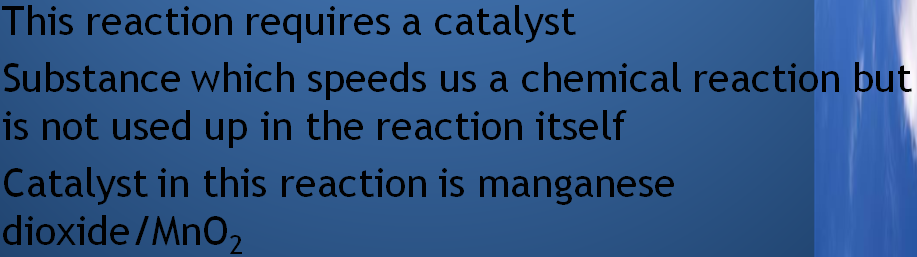 This reaction requires a catalyst
Substance which speeds us a chemical reaction but
is not used up in the reaction itself
Catalyst in this reaction is manganese
dioxide/MnO₂